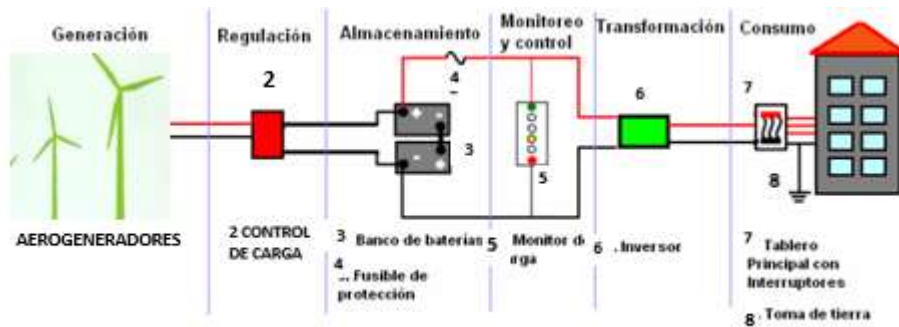 Generación
Regulación
Almacenamiento
Monitoreo
y control
Transformación
Consumo
2
4
3
5
6
7
8
AEROGENERADORES
2 CONTROL
DE CARGA
3 Banco de baterías
4 ... Fusible de
protección
5 Monitor de
rga
6 . Inversor
7 Tablero
Principal con
Interruptores
8 . Toma de tierra